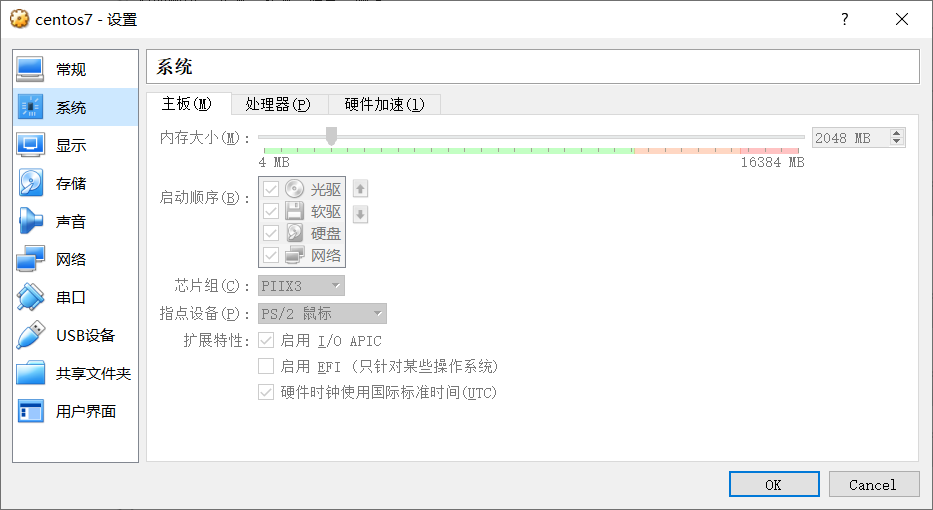 centos7 - 设置
?
常规
系统
显示
存储
声音
网络
串口
USB设备
共享文件夹
用户界面
系统
主板(M) 处理器(P) 硬件加速(l)
内存大小(M): 2048 MB
4 MB 16384 MB
启动顺序(B): 光驱
软驱
硬盘
网络
芯片组(C): PIIX3
指点设备(P): PS/2 鼠标
扩展特性: 启用 I/O APIC
启用 EFI (只针对某些操作系统)
硬件时钟使用国际标准时间(UTC)
OK Cancel